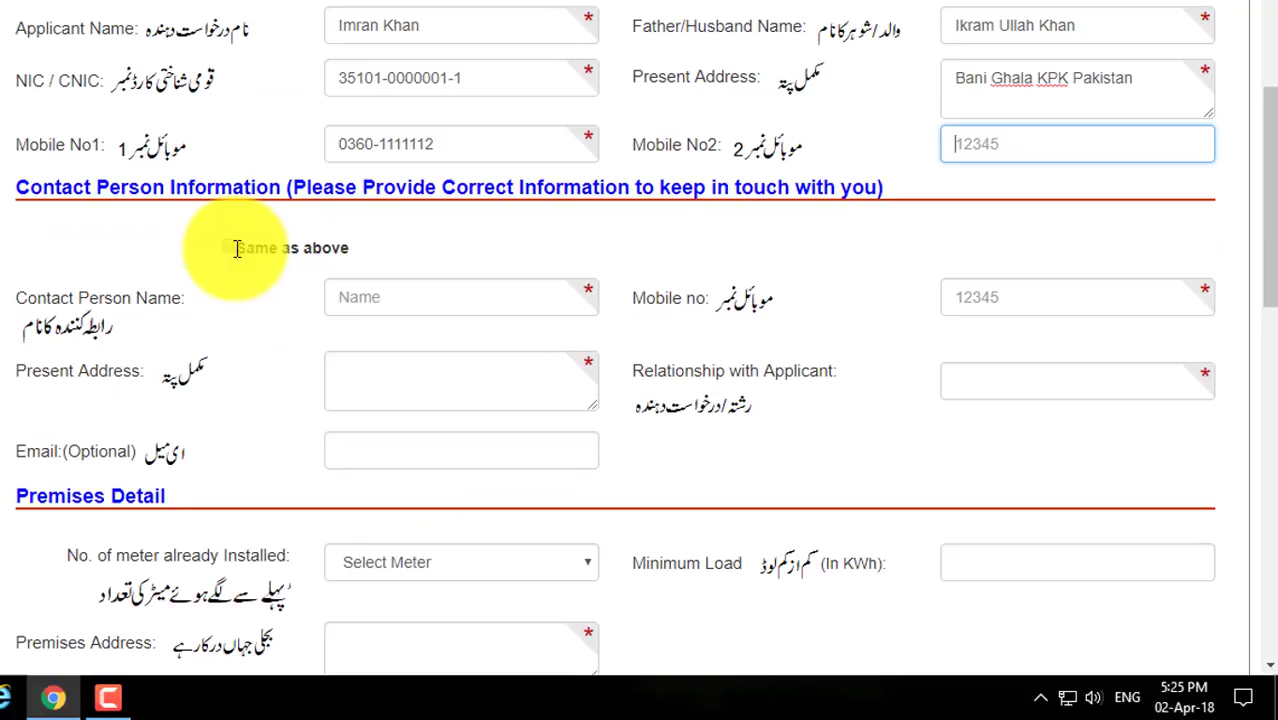 Applicant Name: نام درخواست دہندہ Imran Khan * Father/Husband Name: والد/شوہر کا نام Ikram Ullah Khan *
NIC / CNIC: قومی شناختی کارڈ نمبر 35101-0000001-1 * Present Address: مکمل پتہ Bani Ghala KPK Pakistan *
Mobile No1: موبائل نمبر 1 0360-1111112 * Mobile No2: موبائل نمبر 2 12345
Contact Person Information (Please Provide Correct Information to keep in touch with you)
Same as above
Contact Person Name: Name * Mobile no: موبائل نمبر 12345 *
رابطہ کنندہ کا نام
Present Address: مکمل پتہ * Relationship with Applicant: *
رشتہ/درخواست دہندہ
Email:(Optional) ای میل
Premises Detail
No. of meter already Installed: Select Meter Minimum Load کم از کم لوڈ (In KWh):
پہلے سے لگے ہوئے میٹر کی تعداد
Premises Address: بجلی جہاں درکار ہے *
ENG 5:25 PM
02-Apr-18